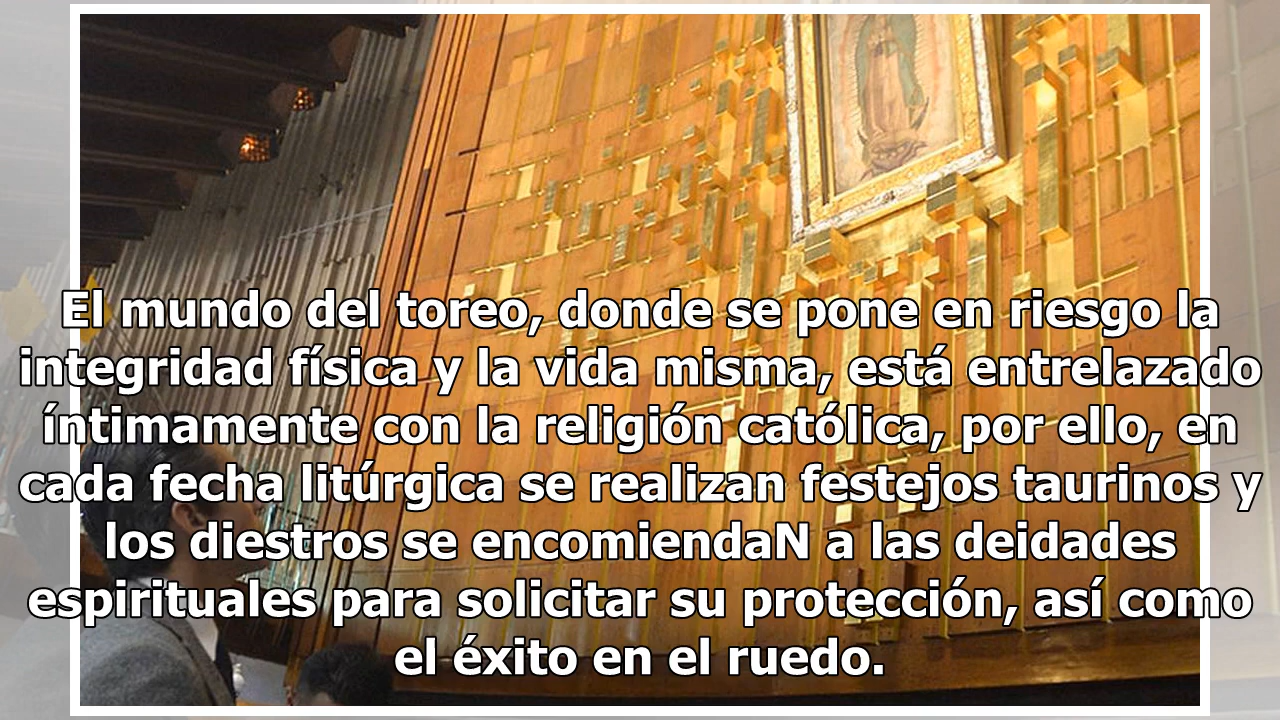 El mundo del toreo, donde se pone en riesgo la
integridad física y la vida misma, está entrelazado
íntimamente con la religión católica, por ello, en
cada fecha litúrgica se realizan festejos taurinos y
los diestros se encomiendaN a las deidades
espirituales para solicitar su protección, así como
el éxito en el ruedo.